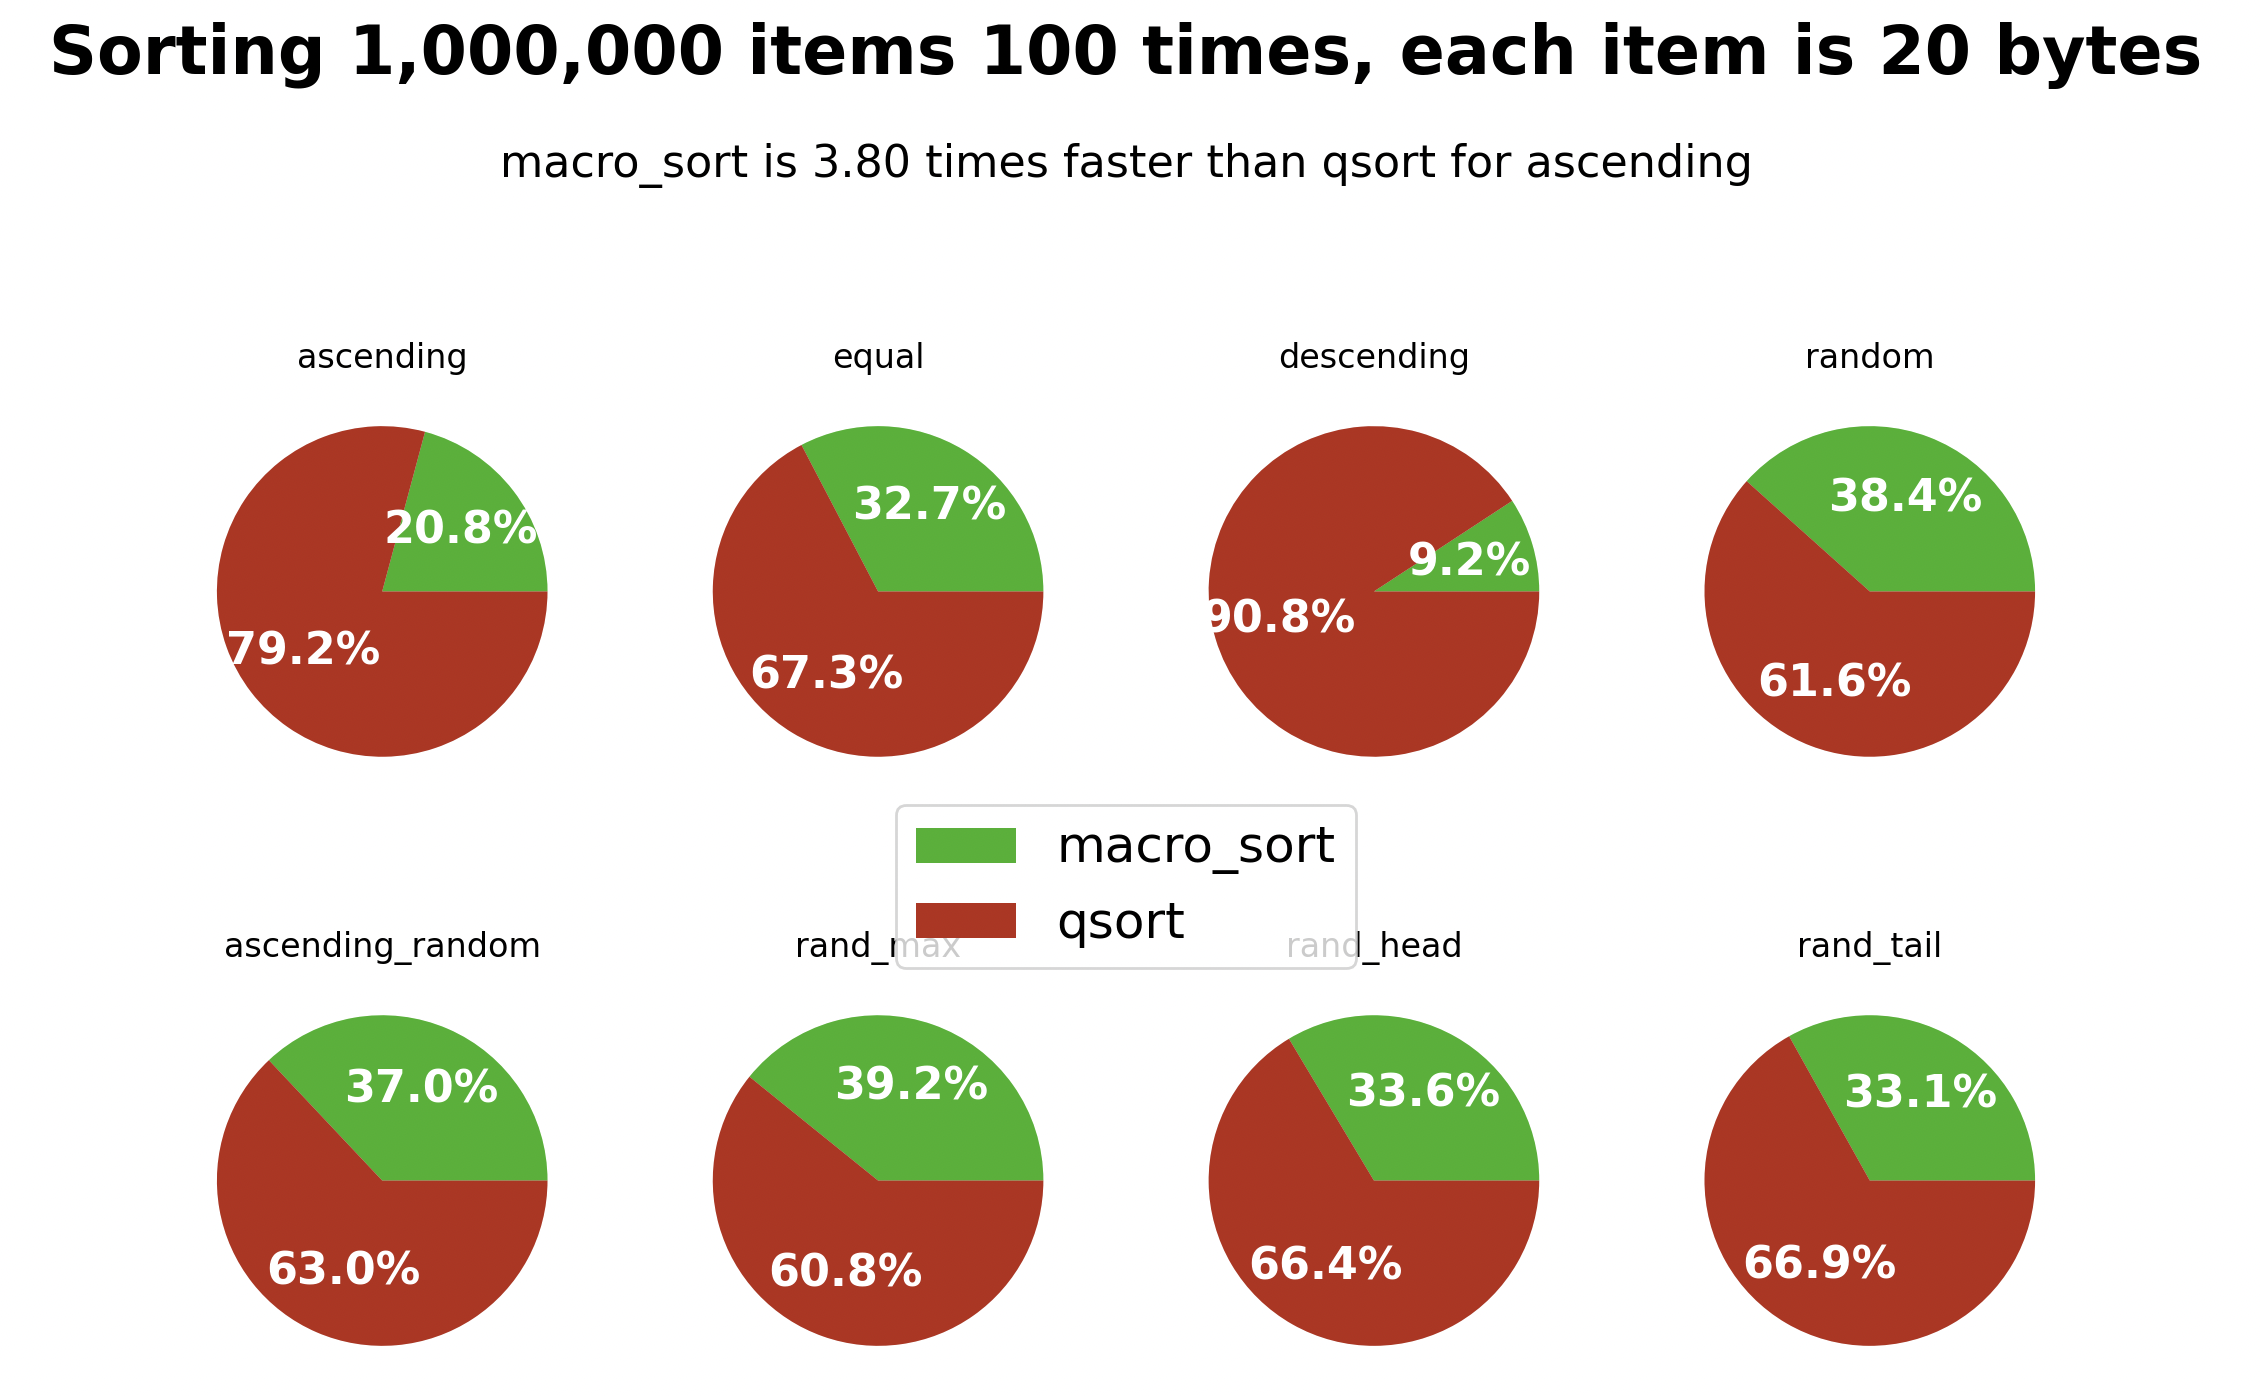 Sorting 1,000,000 items 100 times, each item is 20 bytes
macro_sort is 3.80 times faster than qsort for ascending
ascending
20.8%
79.2%
equal
32.7%
67.3%
descending
9.2%
90.8%
random
38.4%
61.6%
macro_sort
qsort
ascending_random
37.0%
63.0%
rand_max
39.2%
60.8%
rand_head
33.6%
66.4%
rand_tail
33.1%
66.9%